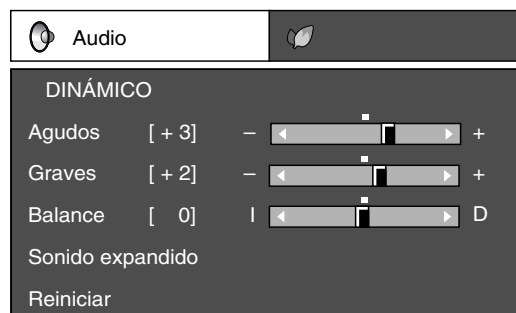 Audio
DINÁMICO
Agudos [ + 3] – +
Graves [ + 2] – +
Balance [ 0] I D
Sonido expandido
Reiniciar